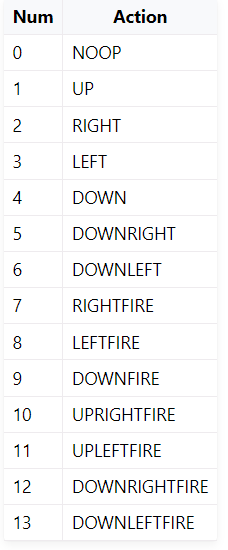 Num Action
0 NOOP
1 UP
2 RIGHT
3 LEFT
4 DOWN
5 DOWNRIGHT
6 DOWNLEFT
7 RIGHTFIRE
8 LEFTFIRE
9 DOWNFIRE
10 UPRIGHTFIRE
11 UPLEFTFIRE
12 DOWNRIGHTFIRE
13 DOWNLEFTFIRE